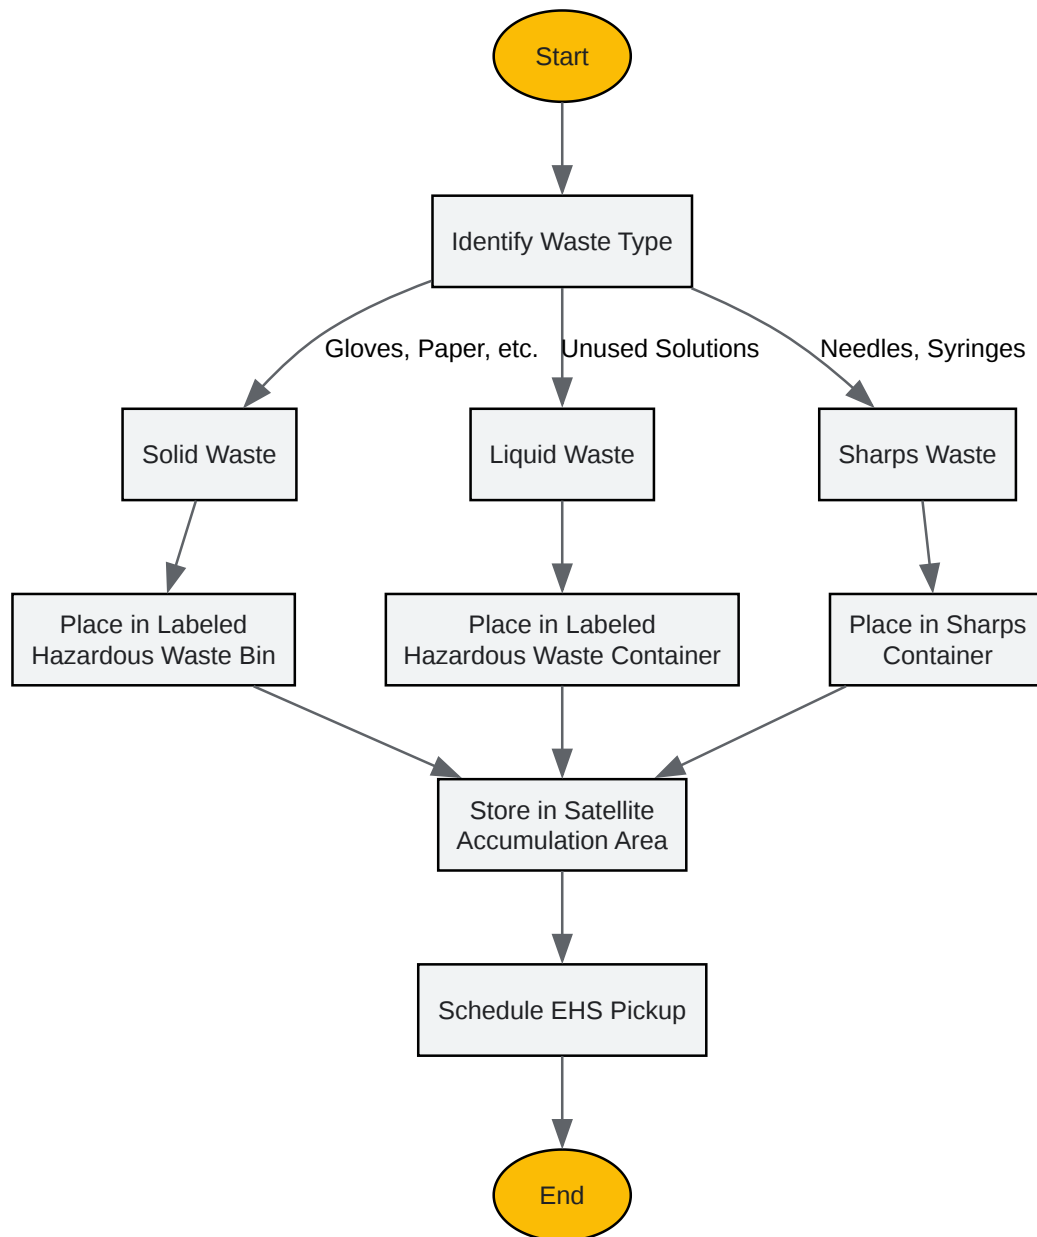 Start
Identify Waste Type
Gloves, Paper, etc.
Unused Solutions
Needles, Syringes
Solid Waste
Liquid Waste
Sharps Waste
Place in Labeled
Hazardous Waste Bin
Place in Labeled
Hazardous Waste Container
Place in Sharps
Container
Store in Satellite
Accumulation Area
Schedule EHS Pickup
End